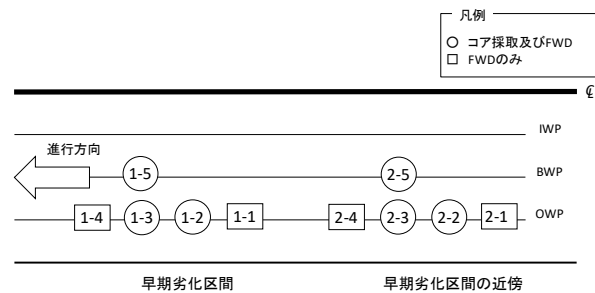 凡例
○ コア採取及びFWD
□ FWDのみ
℄
IWP
進行方向
1-5
2-5
BWP
1-4
1-3
1-2
1-1
2-4
2-3
2-2
2-1
OWP
早期劣化区間
早期劣化区間の近傍